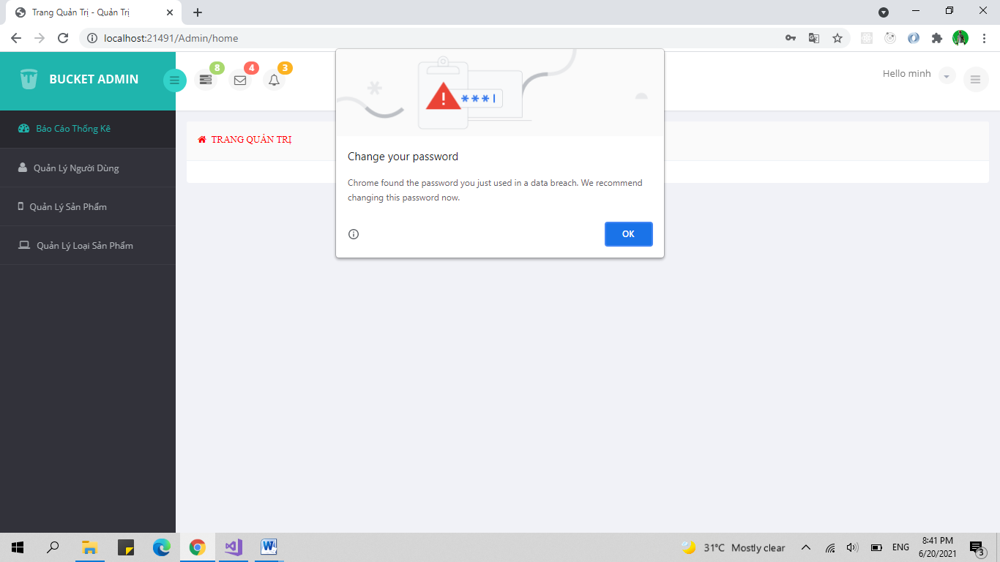 Trang Quản Trị - Quản Trị
localhost:21491/Admin/home
BUCKET ADMIN
8
4
3
Hello minh
Báo Cáo Thống Kê
Quản Lý Người Dùng
Quản Lý Sản Phẩm
Quản Lý Loại Sản Phẩm
TRANG QUẢN TRỊ
***|
Change your password
Chrome found the password you just used in a data breach. We recommend
changing this password now.
OK
31°C Mostly clear
ENG
8:41 PM
6/20/2021
3